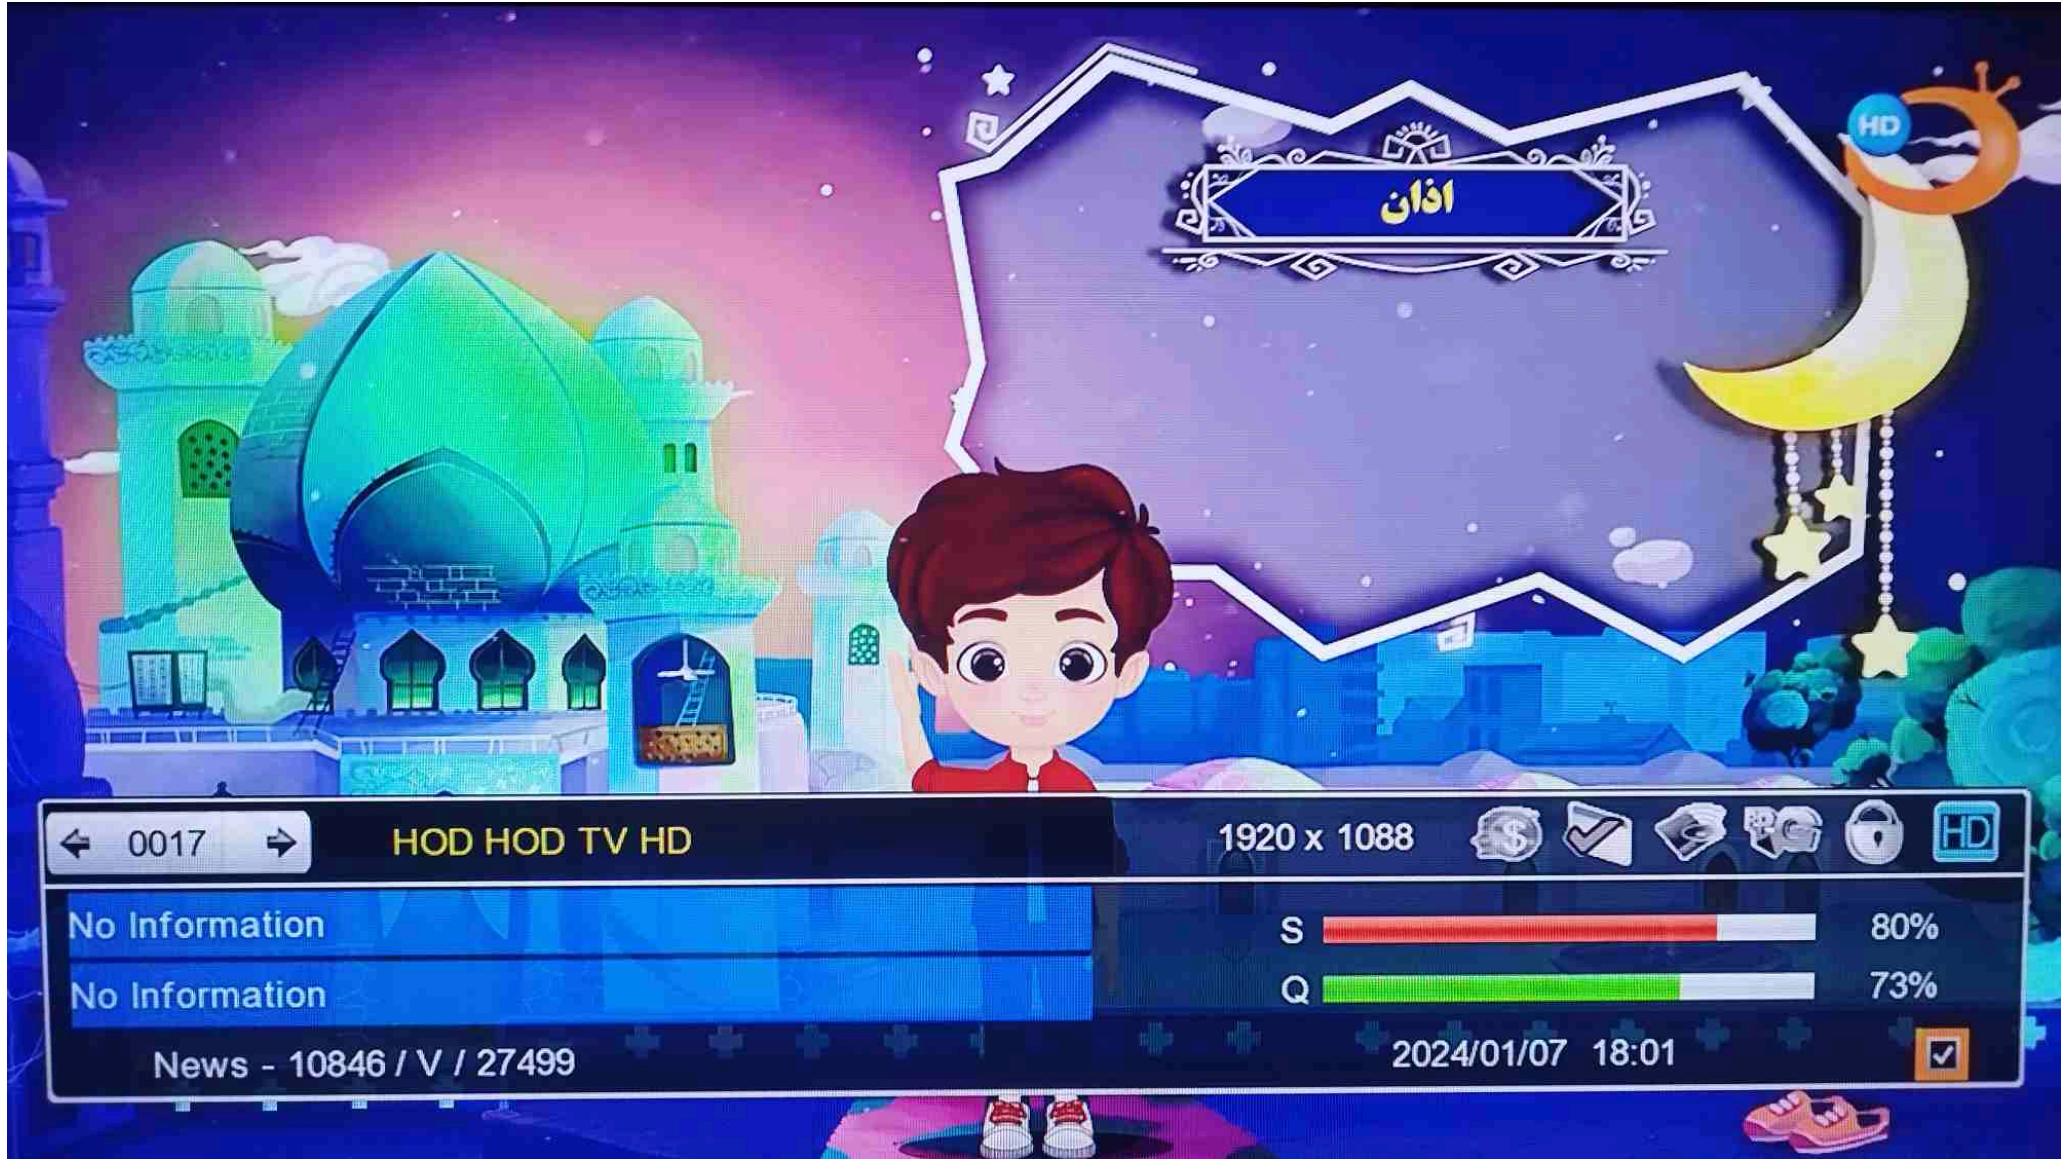 HD
اذان
0017
HOD HOD TV HD
1920 x 1088
HD
No Information
S
80%
No Information
Q
73%
News - 10846 / V / 27499
2024/01/07 18:01